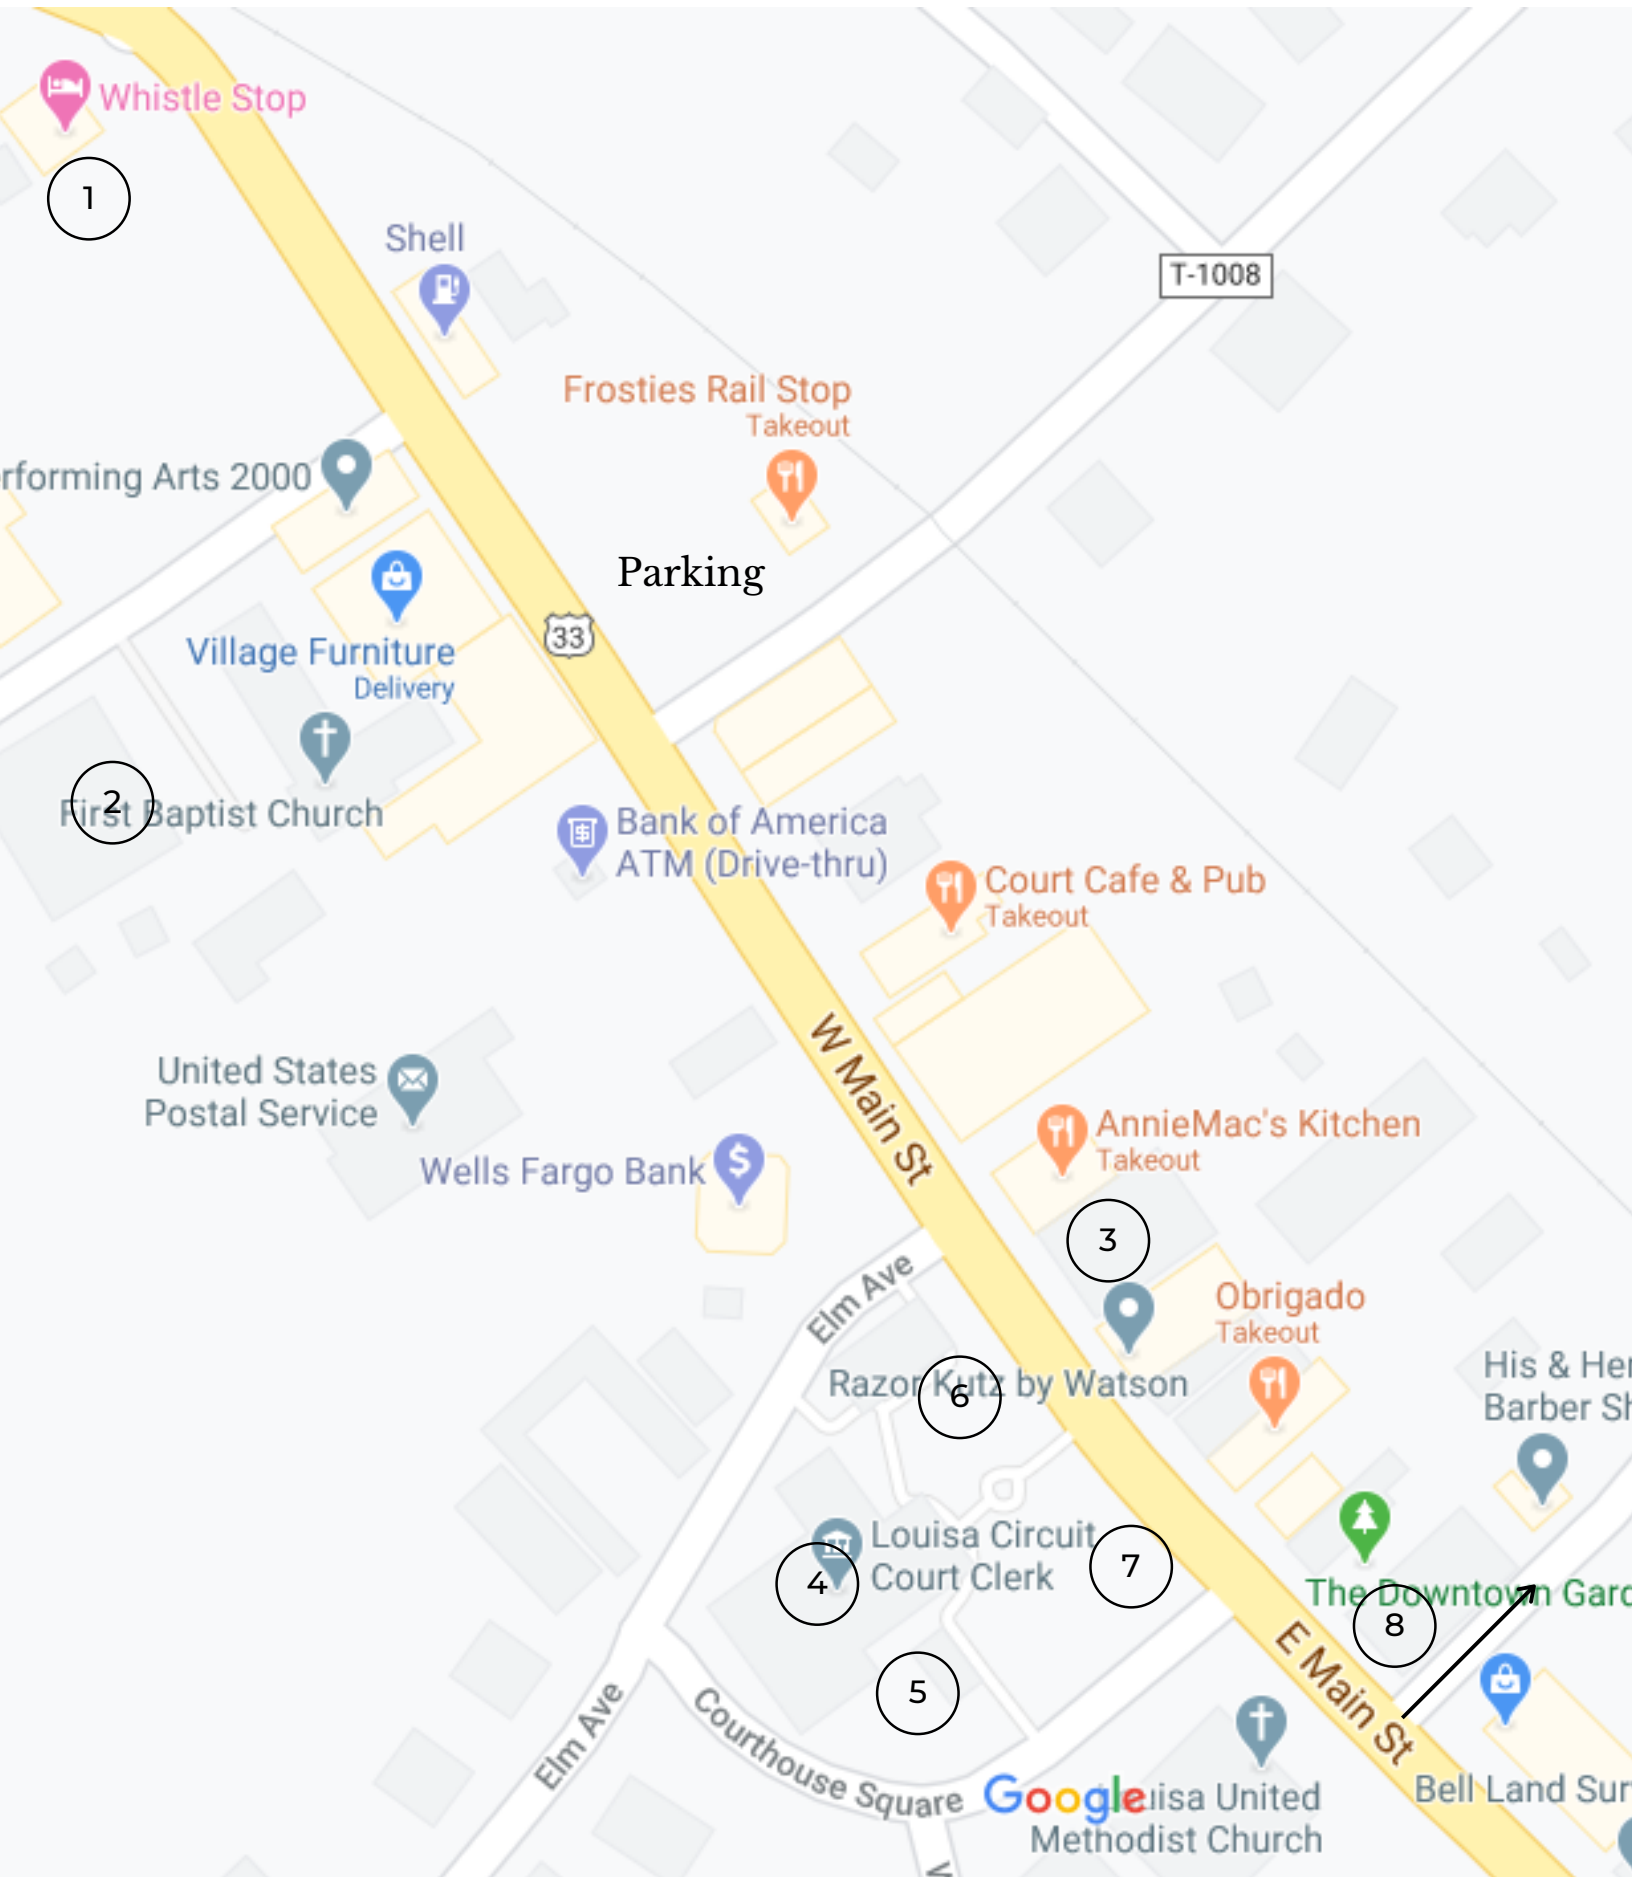 Whistle Stop
1
Shell
T-1008
Frosties Rail Stop
Takeout
rforming Arts 2000
Parking
33
Village Furniture
Delivery
2
First Baptist Church
Bank of America
ATM (Drive-thru)
Court Cafe & Pub
Takeout
W Main St
United States
Postal Service
AnnieMac's Kitchen
Takeout
Wells Fargo Bank
3
Elm Ave
Obrigado
Takeout
Razor Kutz by Watson
6
His & Her
Barber Sh
Louisa Circuit
Court Clerk
4
7
The Downtown Gard
8
E Main St
5
Elm Ave
Courthouse Square
Google
uisa United
Methodist Church
Bell Land Sur
W